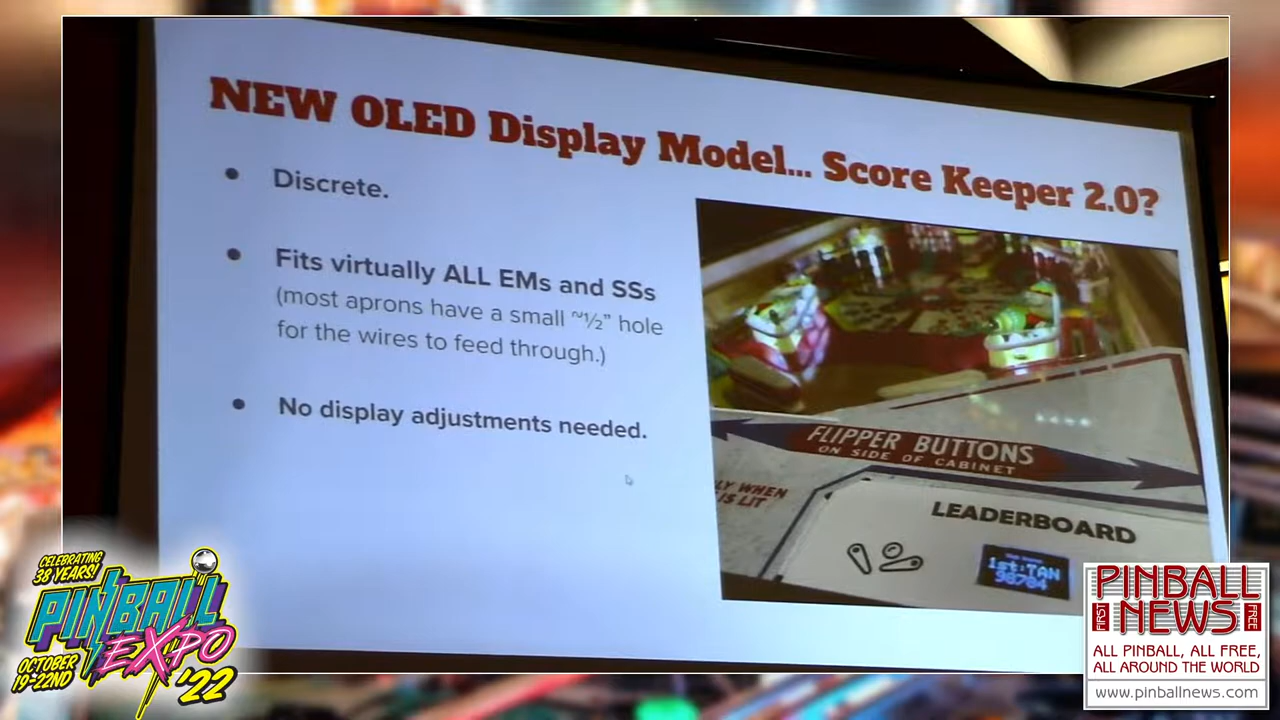 NEW OLED Display Model... Score Keeper 2.0?
Discrete.
Fits virtually ALL EMs and SSs
(most aprons have a small ~½” hole
for the wires to feed through.)
No display adjustments needed.
FLIPPER BUTTONS
ON SIDE OF CABINET
LY WHEN
IS LIT
LEADERBOARD
1st:TAN
98784
CELEBRATING
38 YEARS!
PINBALL
EXPO
OCTOBER
19-22ND
'22
PINBALL
FIRST NEWS FREE
ALL PINBALL, ALL FREE,
ALL AROUND THE WORLD
www.pinballnews.com